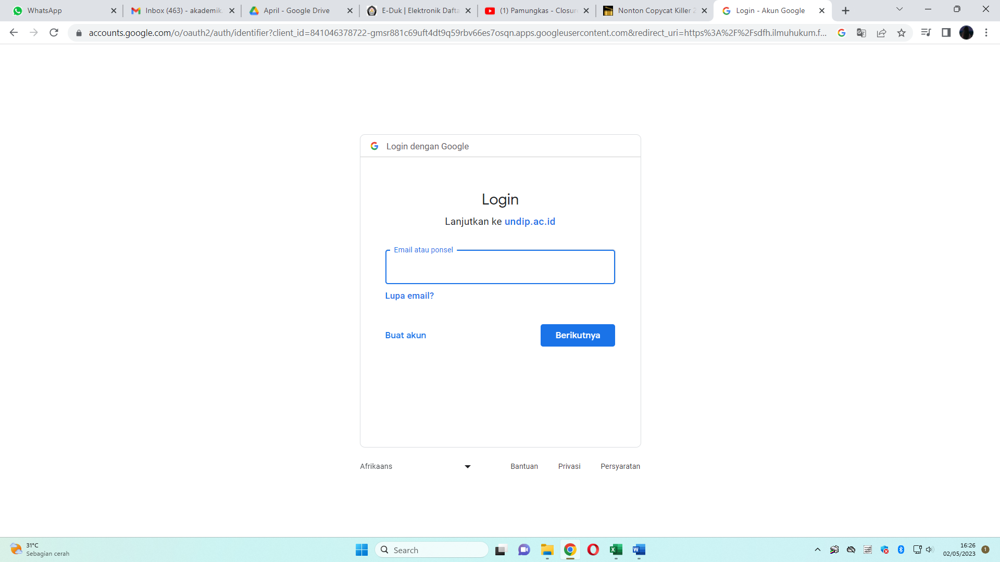 WhatsApp
Inbox (463) - akademik.
April - Google Drive
E-Duk | Elektronik Dafta
(1) Pamungkas - Closure
Nonton Copycat Killer 2
Login - Akun Google
accounts.google.com/o/oauth2/auth/identifier?client_id=841046378722-gmsr881c69uft4dt9q59rbv66es7osqn.apps.googleusercontent.com&redirect_uri=https%3A%2F%2Fsdfh.ilmuhukum.f...
Login dengan Google
Login
Lanjutkan ke undip.ac.id
Email atau ponsel
Lupa email?
Buat akun
Berikutnya
Afrikaans
Bantuan
Privasi
Persyaratan
31°C
Sebagian cerah
Search
16:26
02/05/2023
1